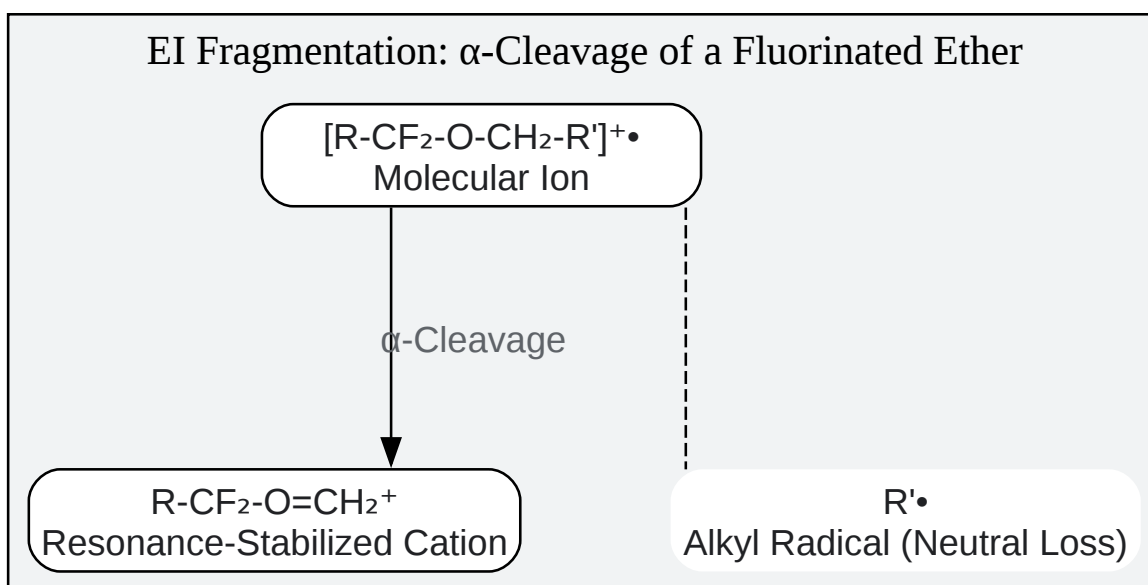 EI Fragmentation: α-Cleavage of a Fluorinated Ether
[R-CF₂-O-CH₂-R']⁺•
Molecular Ion
α-Cleavage
R-CF₂-O=CH₂⁺
Resonance-Stabilized Cation
R'•
Alkyl Radical (Neutral Loss)